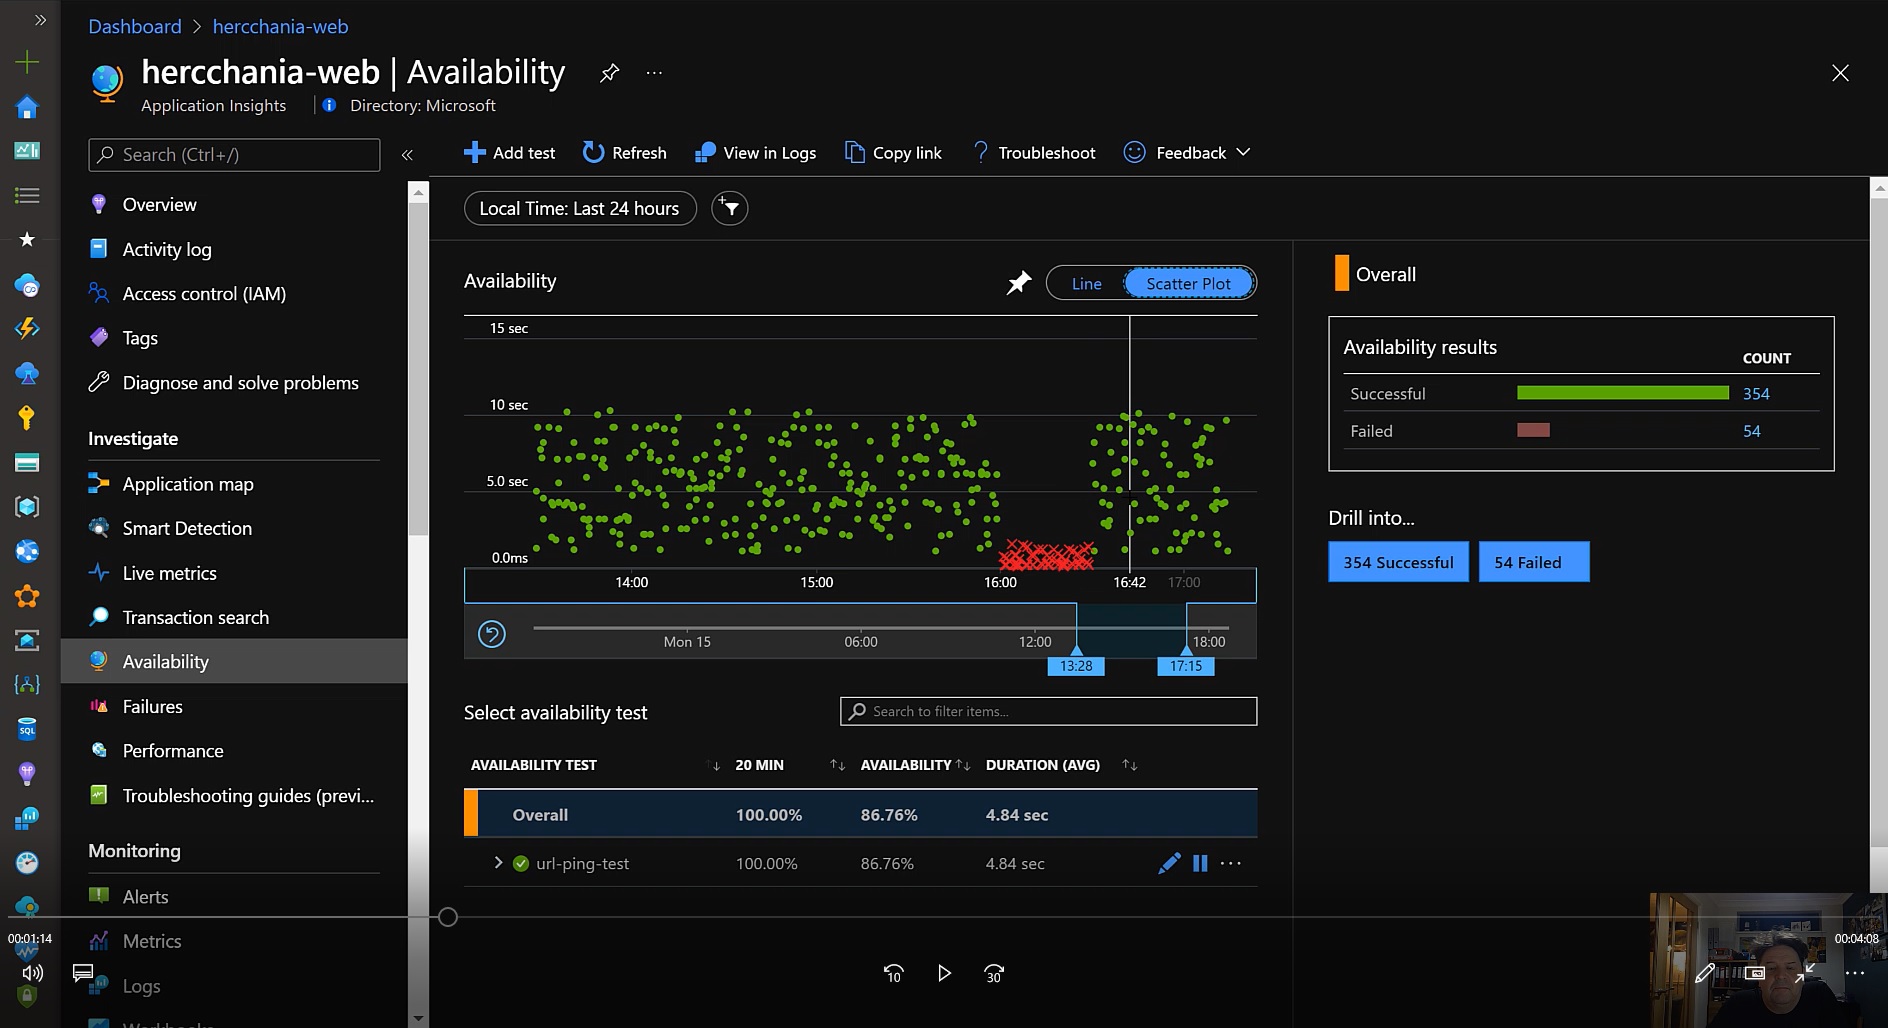 Dashboard > hercchania-web
hercchania-web | Availability
Application Insights
Directory: Microsoft
Search (Ctrl+/)
Overview
Activity log
Access control (IAM)
Tags
Diagnose and solve problems
Investigate
Application map
Smart Detection
Live metrics
Transaction search
Availability
Failures
Performance
Troubleshooting guides (previ...
Monitoring
Alerts
Metrics
Logs
Workbooks
Add test
Refresh
View in Logs
Copy link
Troubleshoot
Feedback
Local Time: Last 24 hours
Availability
Line
Scatter Plot
15 sec
10 sec
5.0 sec
0.0ms
14:00 15:00 16:00 16:42 17:00
Mon 15 06:00 12:00 18:00
13:28 17:15
Select availability test
Search to filter items...
AVAILABILITY TEST 20 MIN AVAILABILITY DURATION (AVG)
Overall 100.00% 86.76% 4.84 sec
url-ping-test 100.00% 86.76% 4.84 sec
Overall
Availability results
COUNT
Successful 354
Failed 54
Drill into...
354 Successful
54 Failed
SQL
00:01:14
00:04:08
10
30